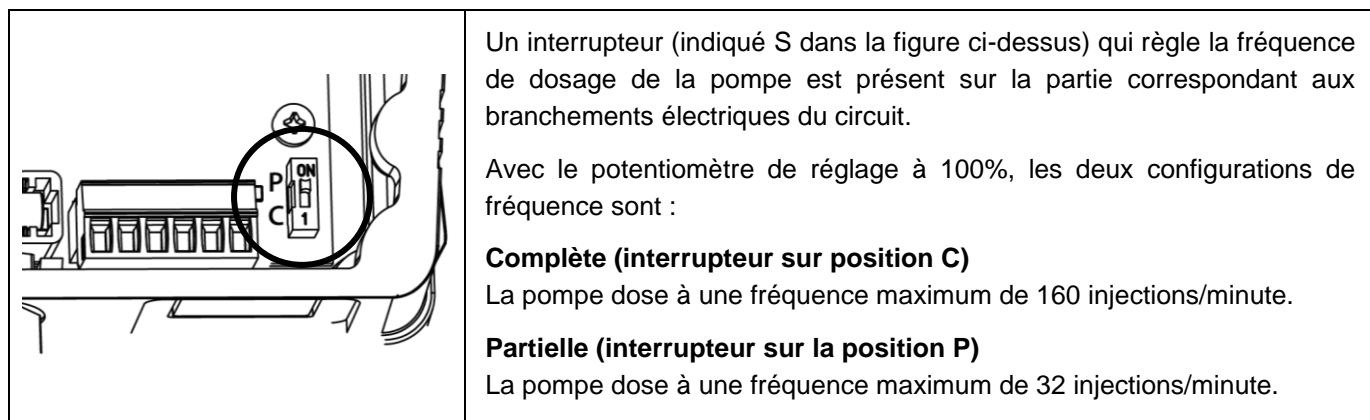 P
C
ON
1
Un interrupteur (indiqué S dans la figure ci-dessus) qui règle la fréquence
de dosage de la pompe est présent sur la partie correspondant aux
branchements électriques du circuit.
Avec le potentiomètre de réglage à 100%, les deux configurations de
fréquence sont :
Complète (interrupteur sur position C)
La pompe dose à une fréquence maximum de 160 injections/minute.
Partielle (interrupteur sur la position P)
La pompe dose à une fréquence maximum de 32 injections/minute.